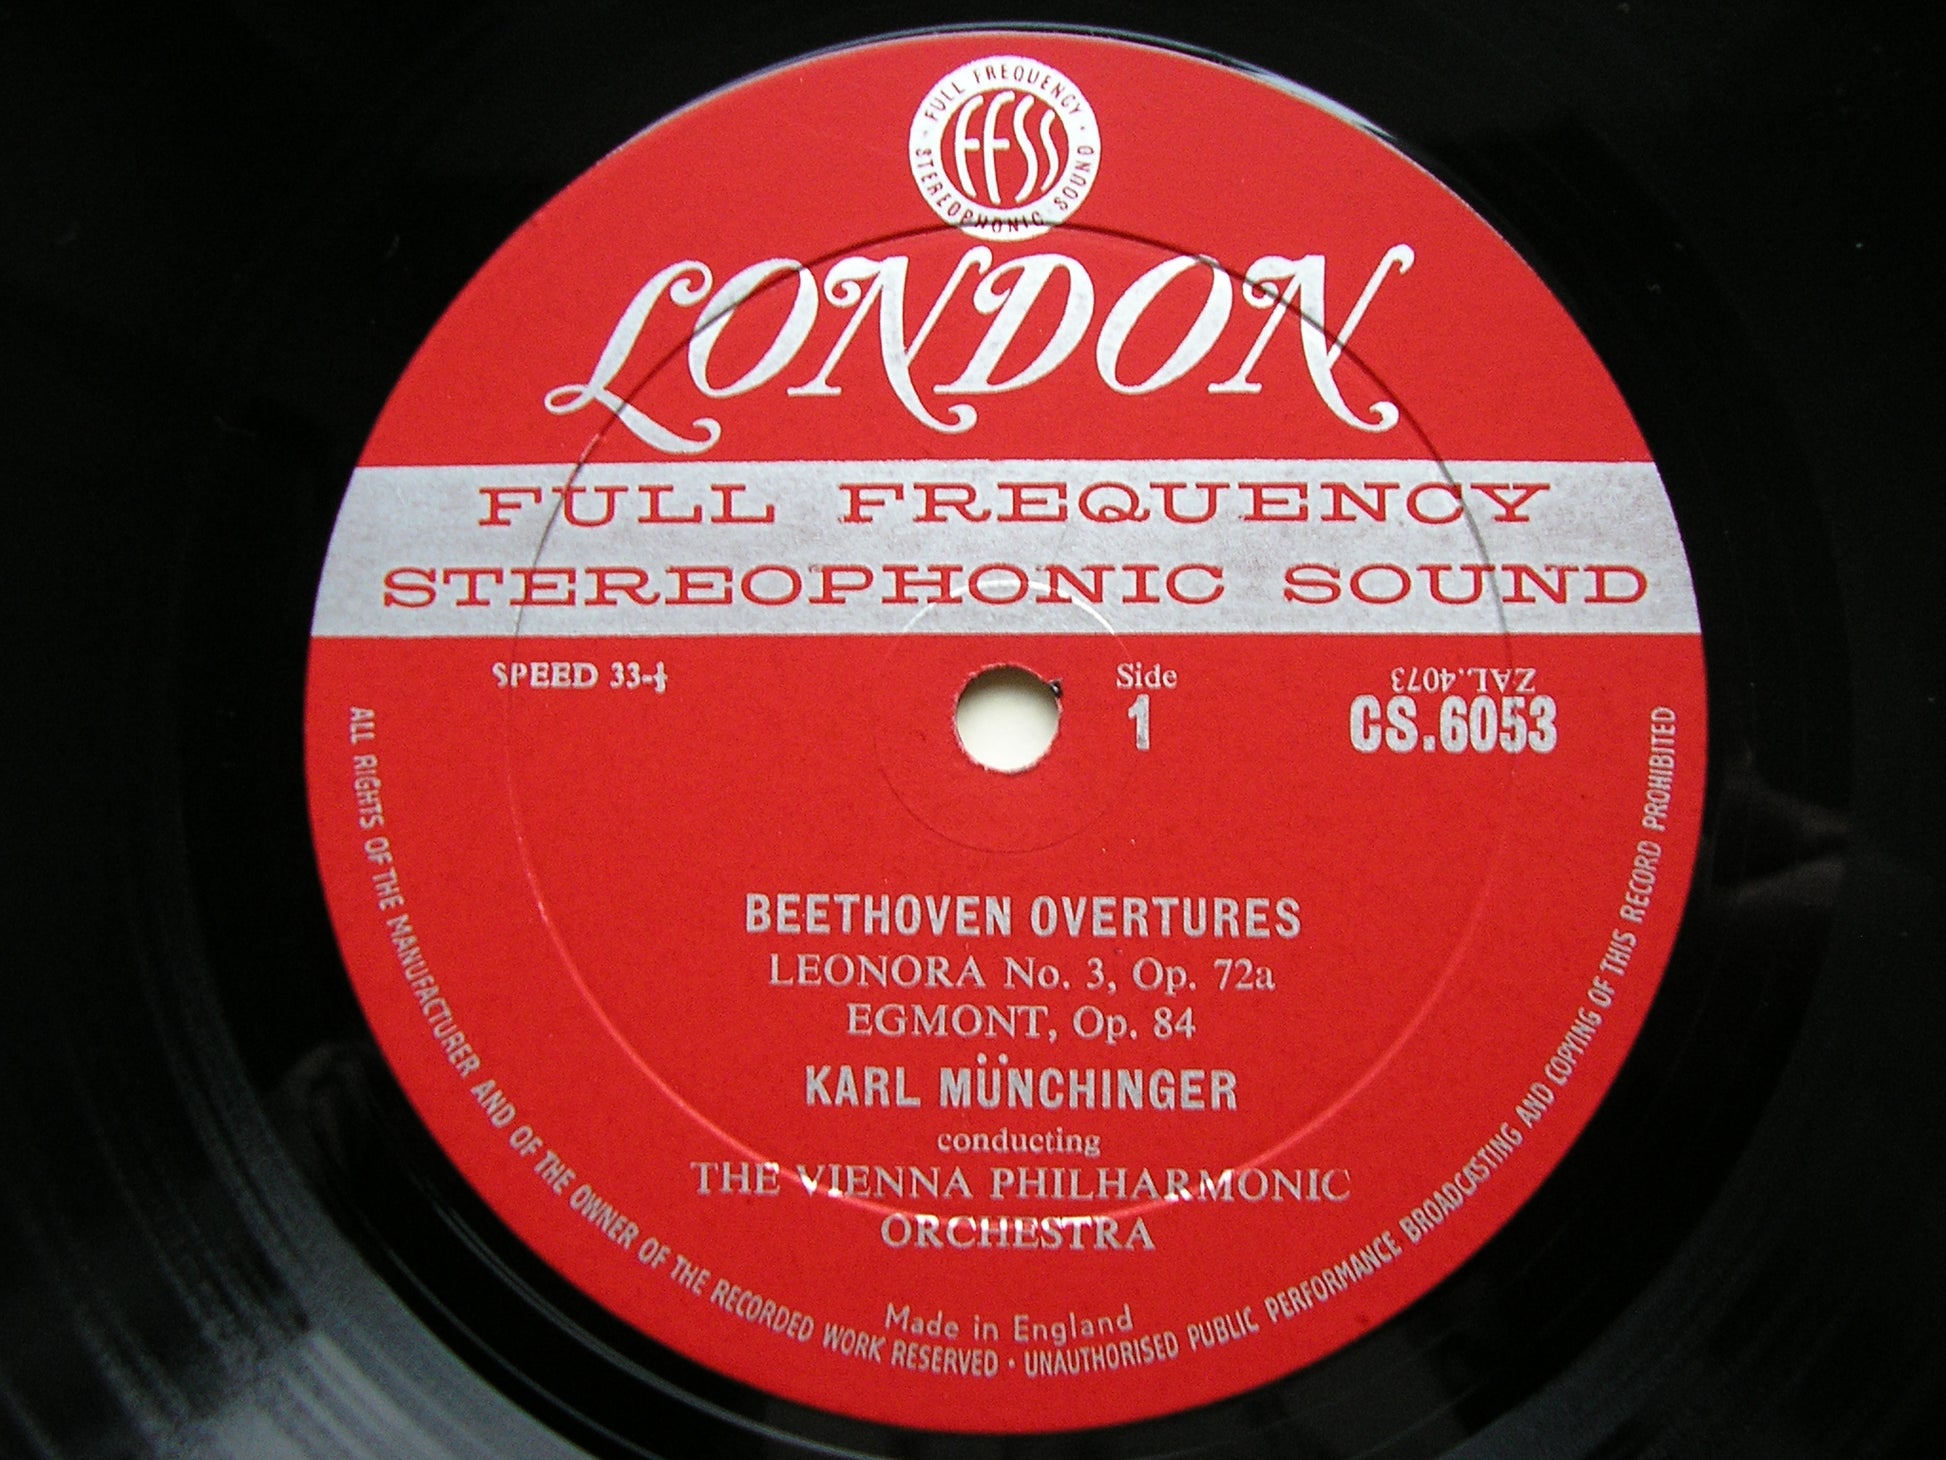 FULL FREQUENCY
FFSS
STEREOPHONIC SOUND
LONDON
FULL FREQUENCY
STEREOPHONIC SOUND
SPEED 33-⅓
Side
1
ZAL.4073
CS.6053
BEETHOVEN OVERTURES
LEONORA No. 3, Op. 72a
EGMONT, Op. 84
KARL MÜNCHINGER
conducting
THE VIENNA PHILHARMONIC
ORCHESTRA
Made in England
ALL RIGHTS OF THE MANUFACTURER AND OF THE OWNER OF THE RECORDED WORK RESERVED · UNAUTHORISED PUBLIC PERFORMANCE BROADCASTING AND COPYING OF THIS RECORD PROHIBITED